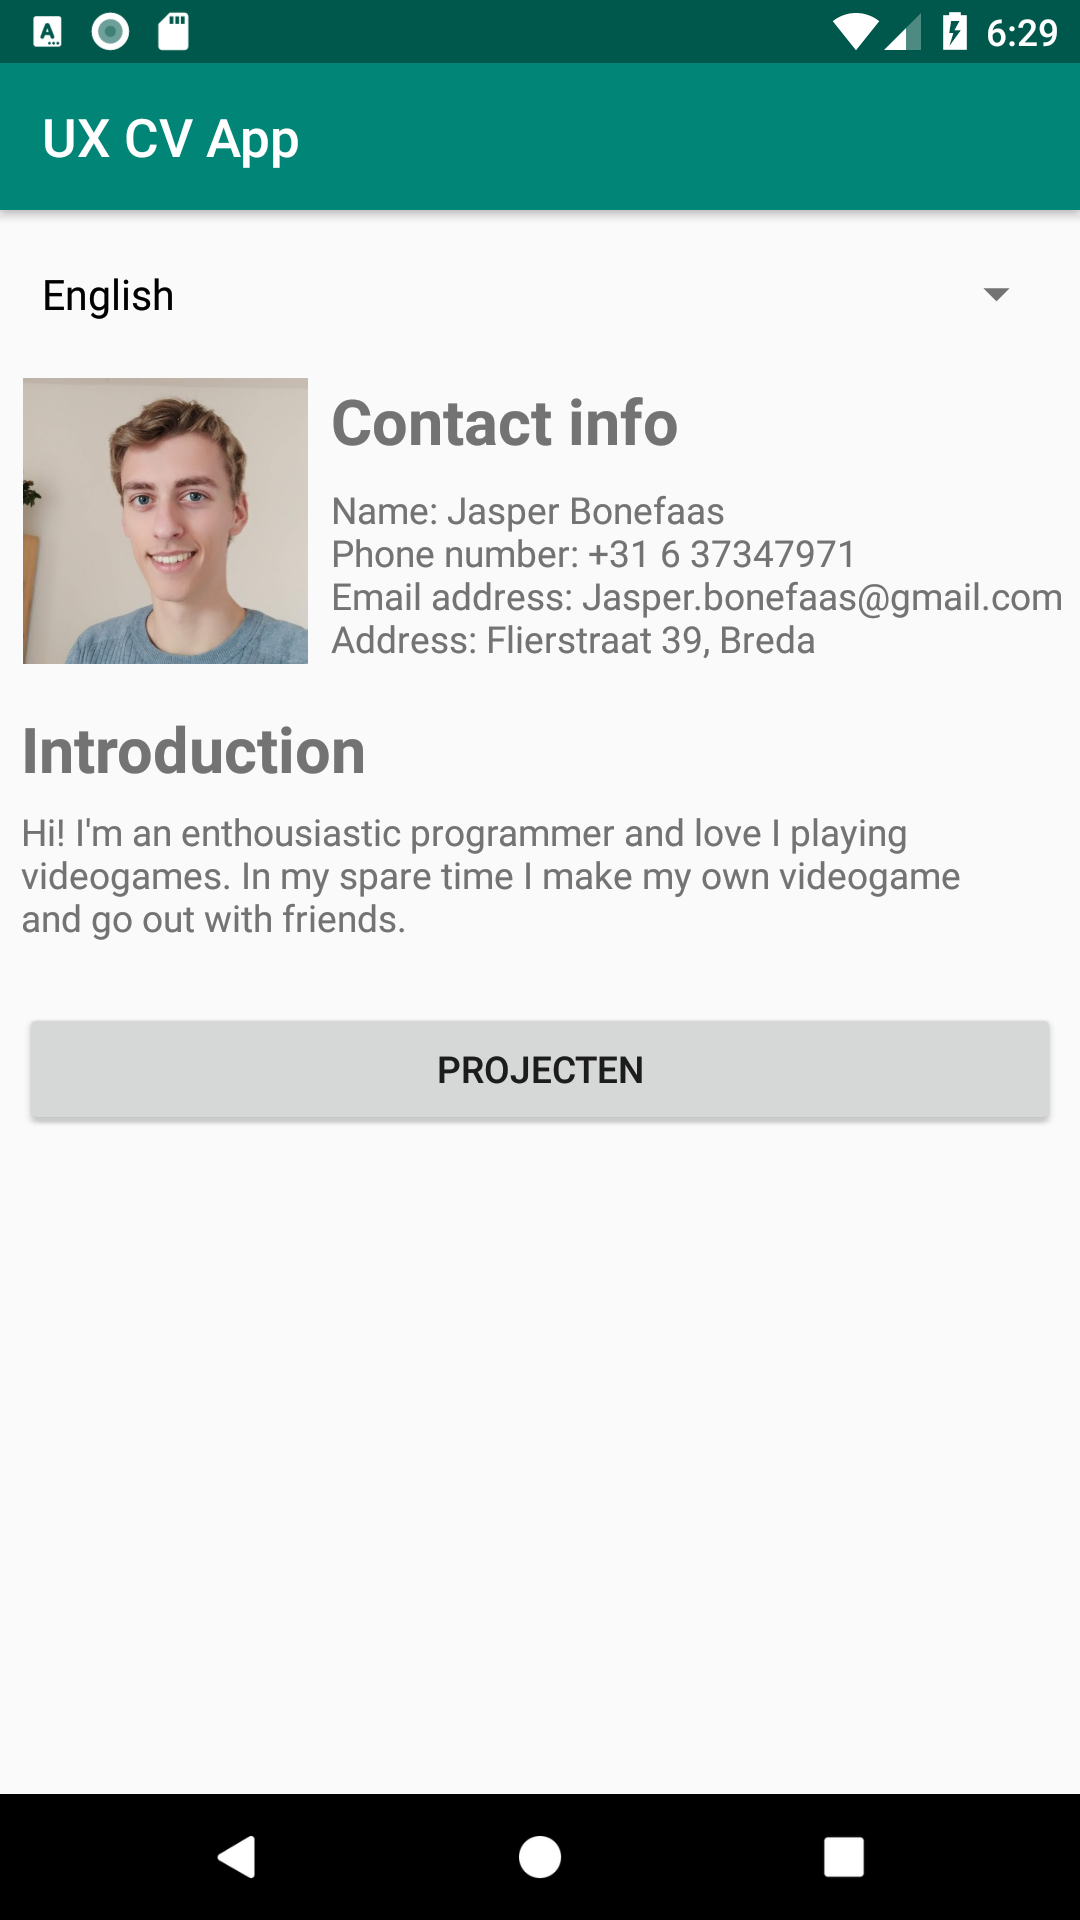 6:29
UX CV App
English
Contact info
Name: Jasper Bonefaas
Phone number: +31 6 37347971
Email address: Jasper.bonefaas@gmail.com
Address: Flierstraat 39, Breda
Introduction
Hi! I'm an enthousiastic programmer and love I playing
videogames. In my spare time I make my own videogame
and go out with friends.
PROJECTEN